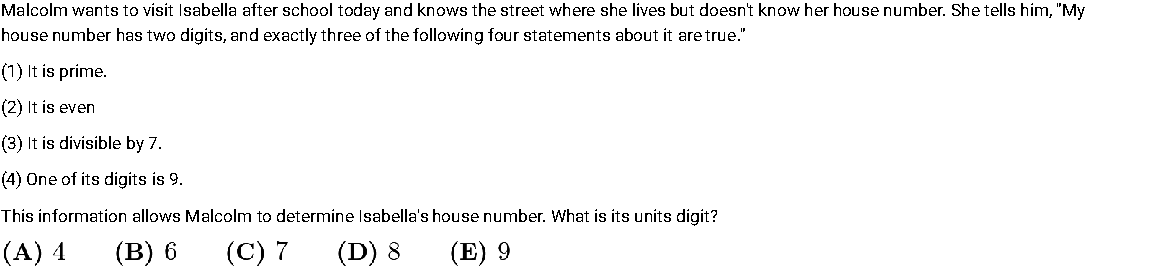 Malcolm wants to visit Isabella after school today and knows the street where she lives but doesn't know her house number. She tells him, "My
house number has two digits, and exactly three of the following four statements about it are true."
(1) It is prime.
(2) It is even
(3) It is divisible by 7.
(4) One of its digits is 9.
This information allows Malcolm to determine Isabella's house number. What is its units digit?
(A) 4 (B) 6 (C) 7 (D) 8 (E) 9